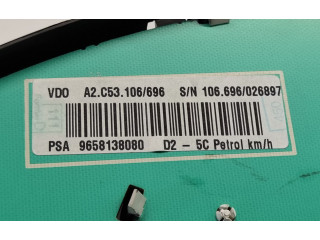 VDO A2.C53.106/696 S/N 106.696/026897
PSA 9658138080 D2 - 5C Petrol km/h